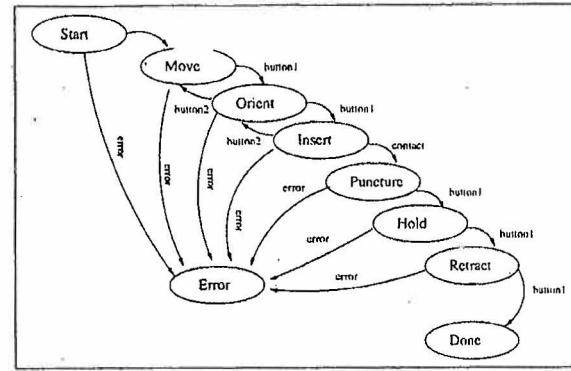 Start
Move
button1
button2
Orient
button1
button2
Insert
contact
error
error
error
error
error
Puncture
button1
error
Hold
button1
error
Retract
button1
Error
Done